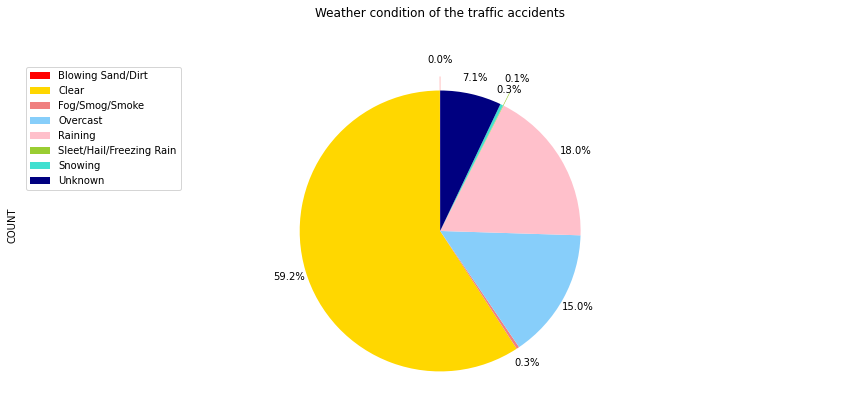 Weather condition of the traffic accidents
0.0%
7.1%
0.1%
0.3%
Blowing Sand/Dirt
Clear
Fog/Smog/Smoke
Overcast
Raining
Sleet/Hail/Freezing Rain
Snowing
Unknown
18.0%
COUNT
59.2%
15.0%
0.3%